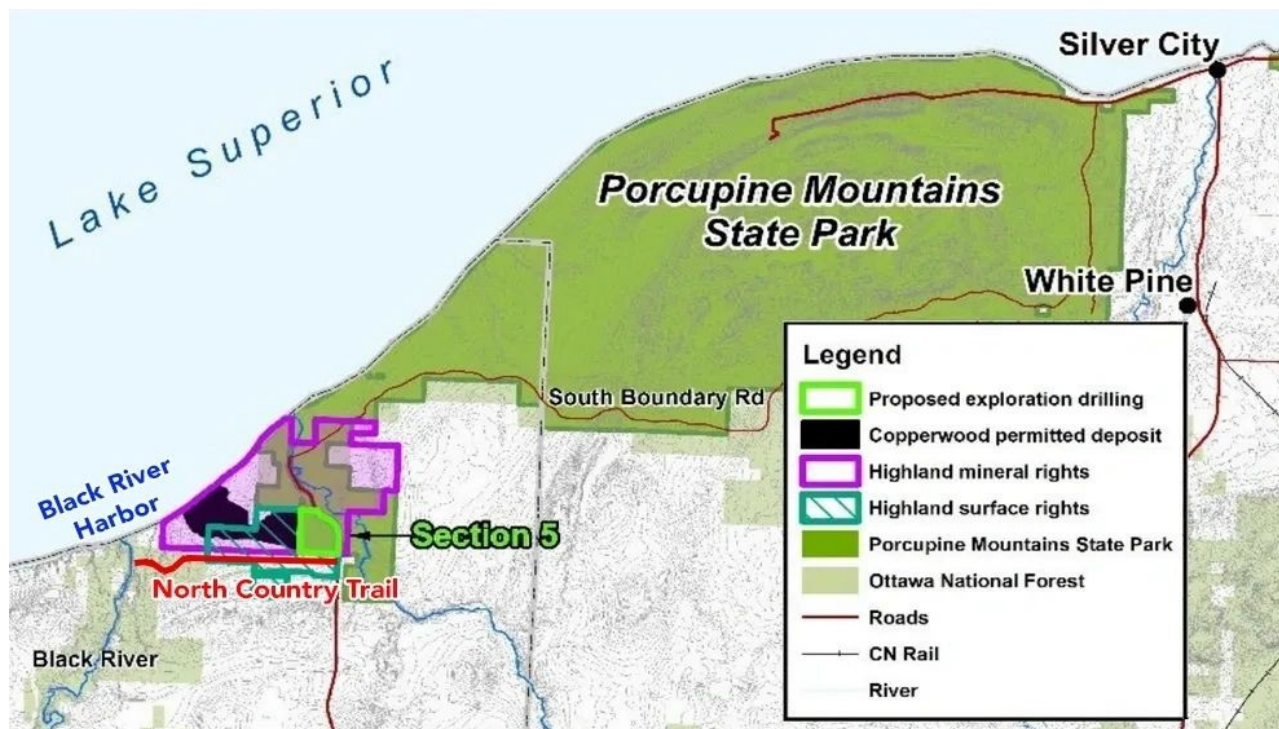 Silver City
Lake Superior
Porcupine Mountains
State Park
White Pine
South Boundary Rd
Black River
Harbor
Section 5
North Country Trail
Black River
Legend
Proposed exploration drilling
Copperwood permitted deposit
Highland mineral rights
Highland surface rights
Porcupine Mountains State Park
Ottawa National Forest
Roads
CN Rail
River